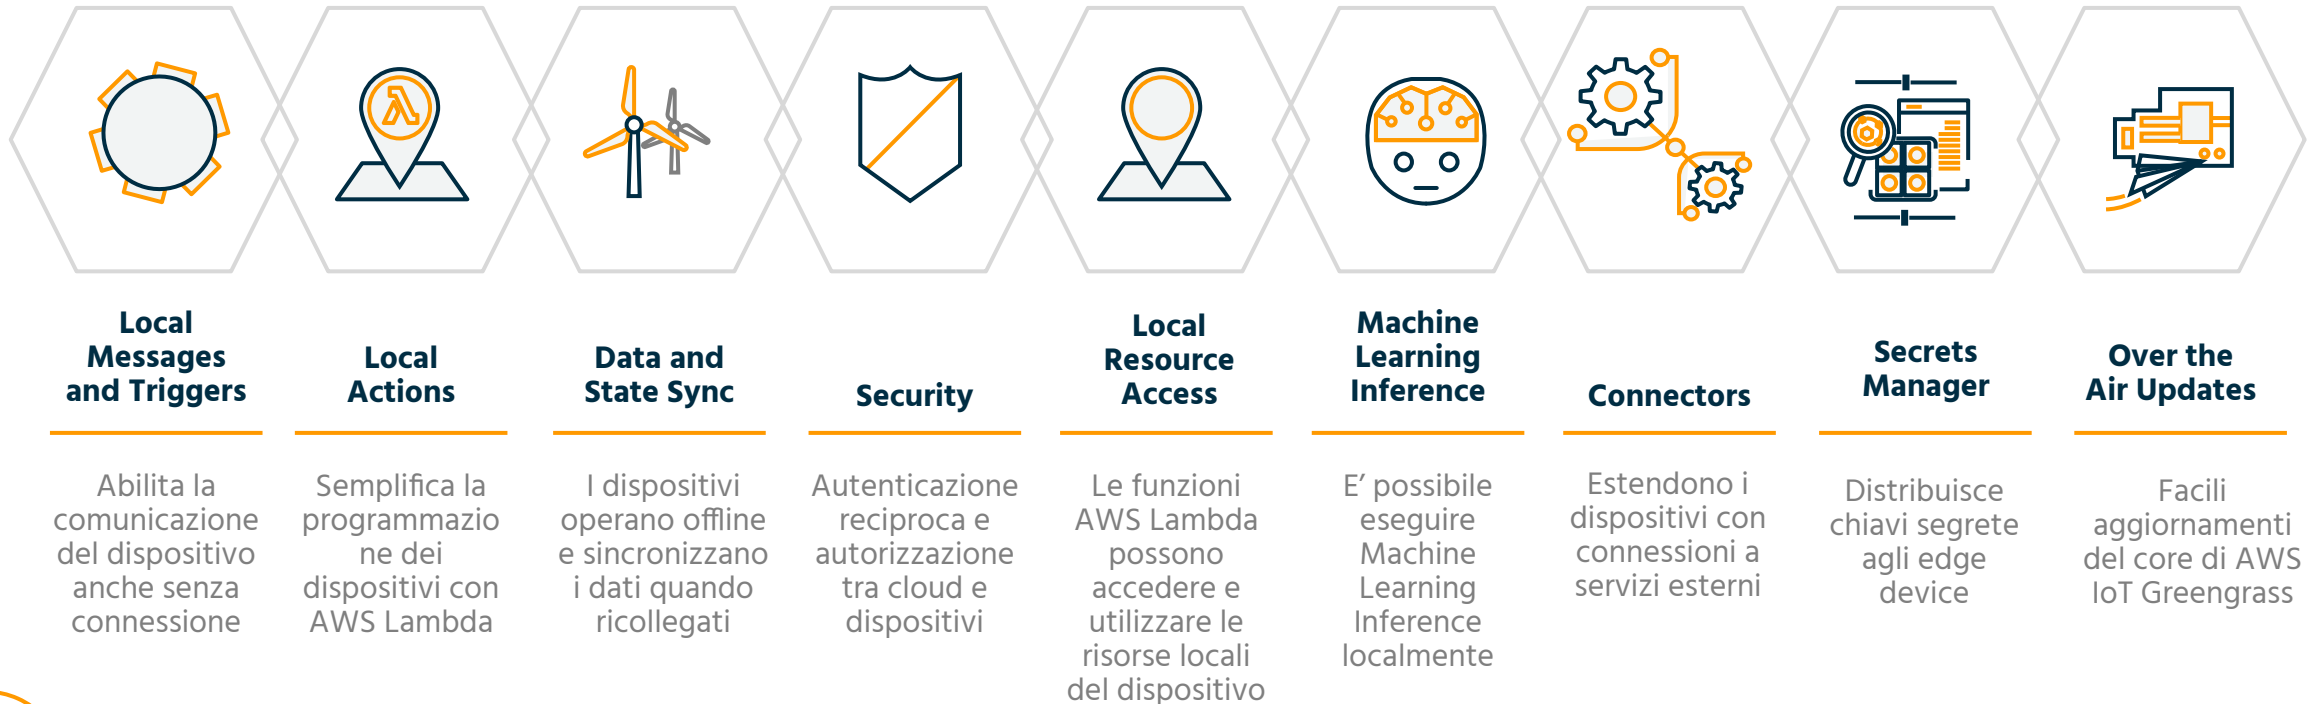 Local
Messages
and Triggers
Abilita la
comunicazione
del dispositivo
anche senza
connessione
Local
Actions
Semplifica la
programmazio
ne dei
dispositivi con
AWS Lambda
Data and
State Sync
I dispositivi
operano offline
e sincronizzano
i dati quando
ricollegati
Security
Autenticazione
reciproca e
autorizzazione
tra cloud e
dispositivi
Local
Resource
Access
Le funzioni
AWS Lambda
possono
accedere e
utilizzare le
risorse locali
del dispositivo
Machine
Learning
Inference
E’ possibile
eseguire
Machine
Learning
Inference
localmente
Connectors
Estendono i
dispositivi con
connessioni a
servizi esterni
Secrets
Manager
Distribuisce
chiavi segrete
agli edge
device
Over the
Air Updates
Facili
aggiornamenti
del core di AWS
IoT Greengrass